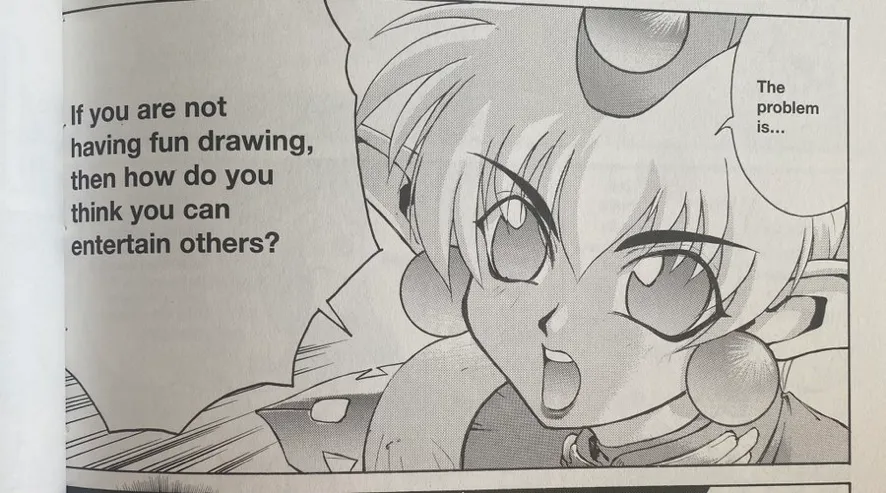 The
problem
is...
If you are not
having fun drawing,
then how do you
think you can
entertain others?